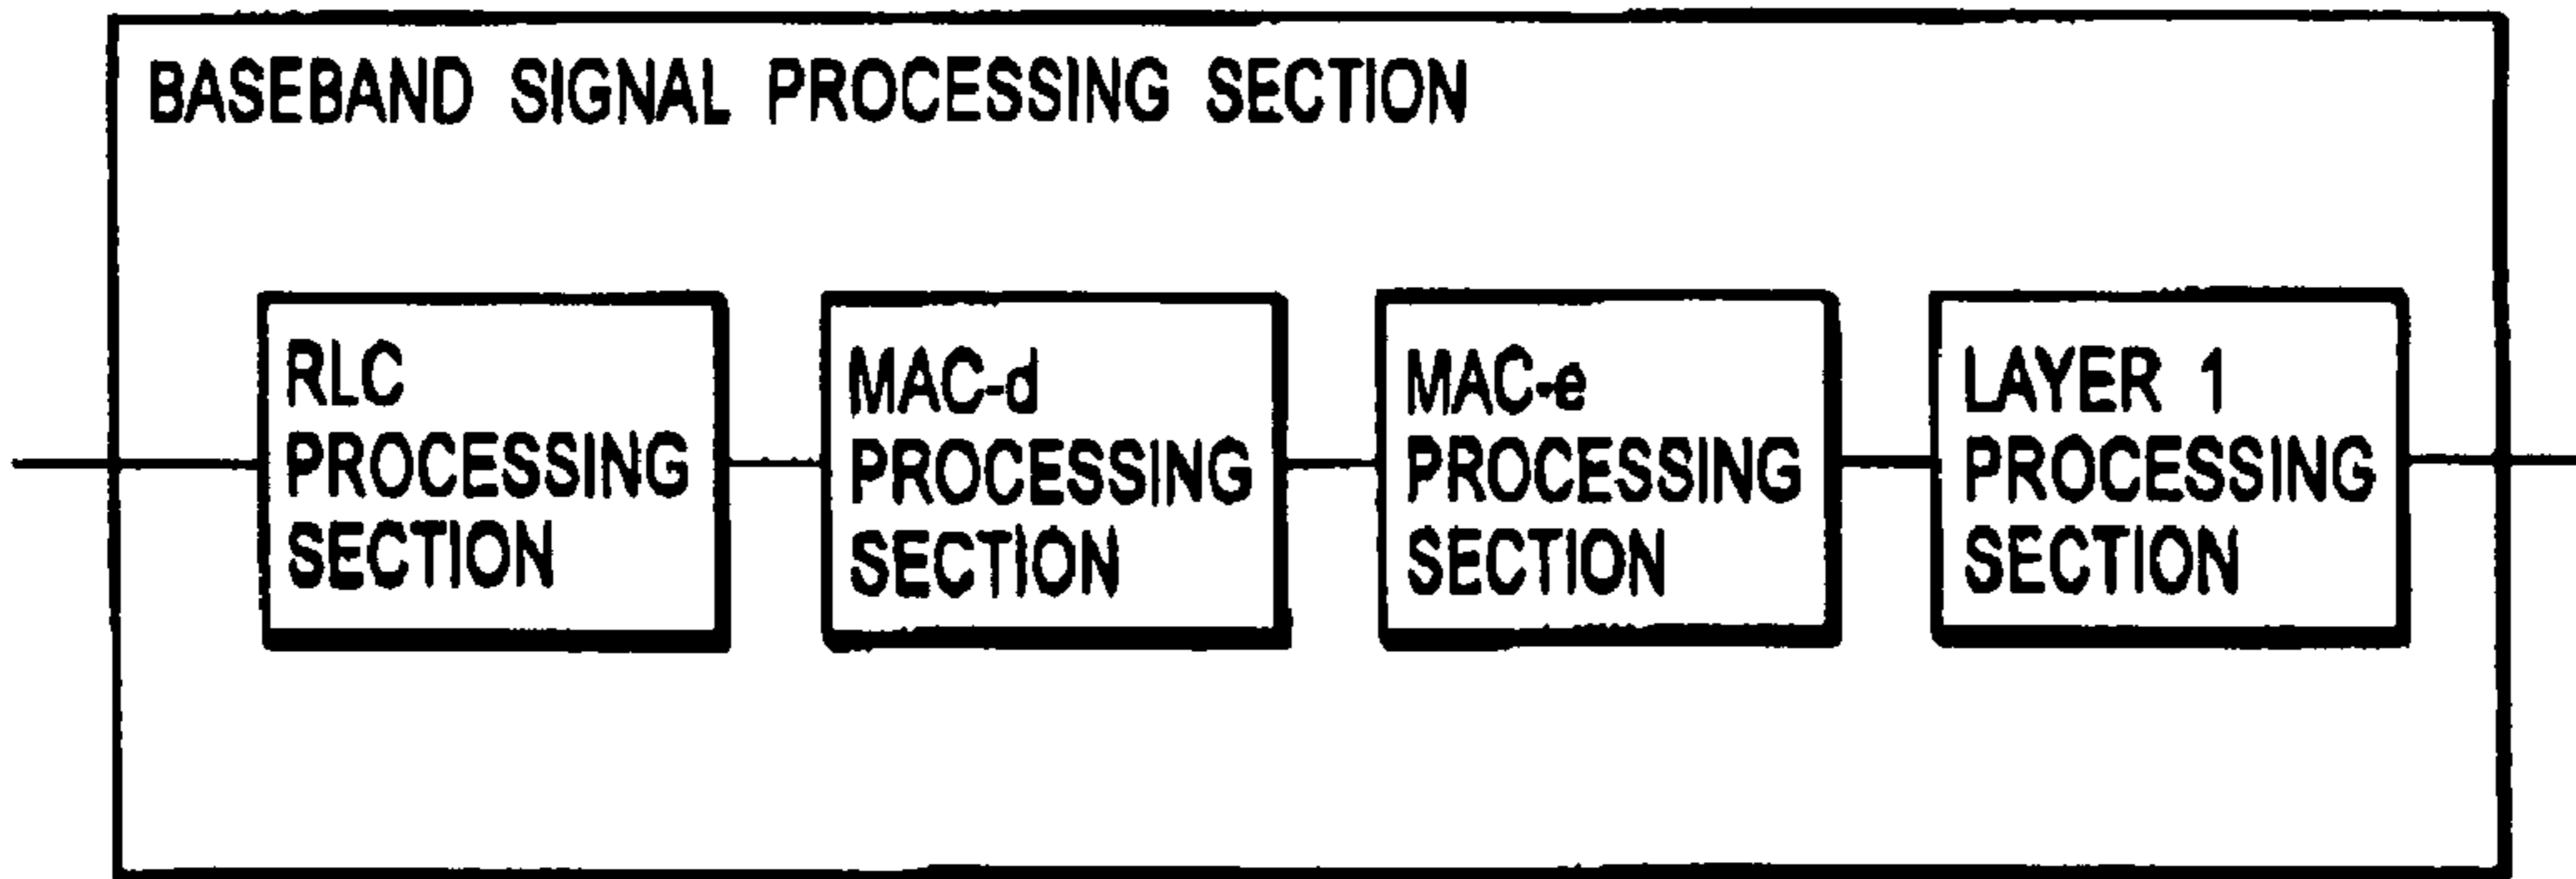 BASEBAND SIGNAL PROCESSING SECTION
RLC
PROCESSING
SECTION
MAC-d
PROCESSING
SECTION
MAC-e
PROCESSING
SECTION
LAYER 1
PROCESSING
SECTION